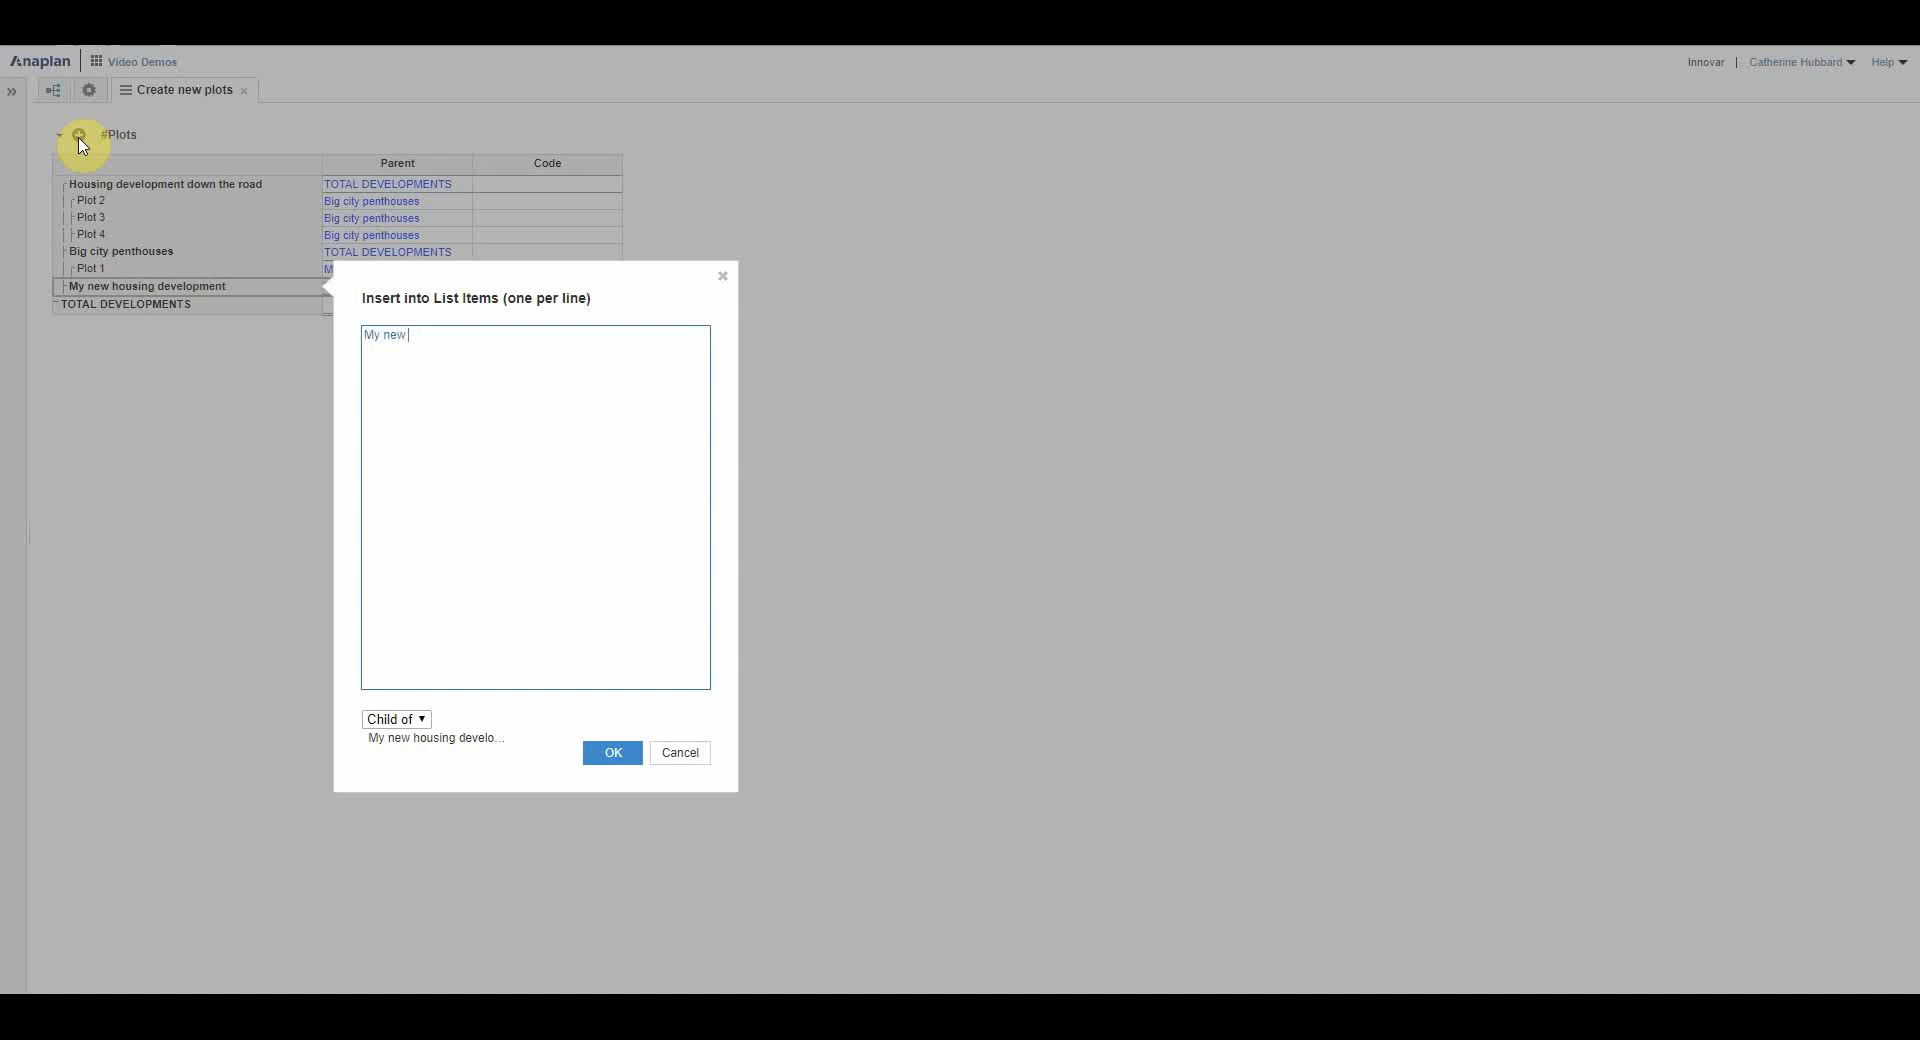 Anaplan Video Demos Innovar | Catherine Hubbard Help
Create new plots
#Plots
Parent Code
Housing development down the road TOTAL DEVELOPMENTS
Plot 2 Big city penthouses
Plot 3 Big city penthouses
Plot 4 Big city penthouses
Big city penthouses TOTAL DEVELOPMENTS
Plot 1 M
My new housing development
TOTAL DEVELOPMENTS
Insert into List Items (one per line)
My new
Child of
My new housing develo...
OK Cancel